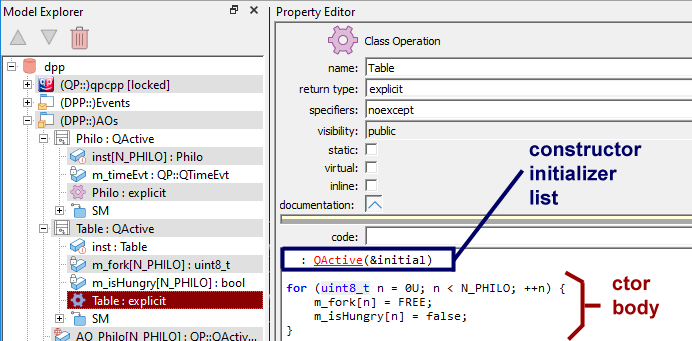 Model Explorer
dpp
(QP::)qpcpp [locked]
(DPP::)Events
(DPP::)AOs
Philo : QActive
inst[N_PHILO] : Philo
m_timeEvt : QP::QTimeEvt
Philo : explicit
SM
Table : QActive
inst : Table
m_fork[N_PHILO] : uint8_t
m_isHungry[N_PHILO] : bool
Table : explicit
SM
AO_Philo[N_PHILO] : QP::QActiv...
Property Editor
Class Operation
name: Table
return type: explicit
specifiers: noexcept
visibility: public
static:
virtual:
inline:
documentation:
code:
: QActive(&initial)
for (uint8_t n = 0U; n < N_PHILO; ++n) {
m_fork[n] = FREE;
m_isHungry[n] = false;
}
constructor
initializer
list
ctor
body